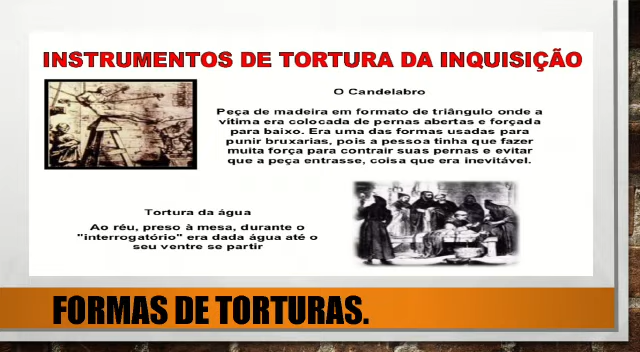 INSTRUMENTOS DE TORTURA DA INQUISIÇÃO
O Candelabro
Peça de madeira em formato de triângulo onde a
vítima era colocada de pernas abertas e forçada
para baixo. Era uma das formas usadas para
punir bruxarias, pois a pessoa tinha que fazer
muita força para contrair suas pernas e evitar
que a peça entrasse, coisa que era inevitável.
Tortura da água
Ao réu, preso à mesa, durante o
"interrogatório" era dada água até o
seu ventre se partir
FORMAS DE TORTURAS.